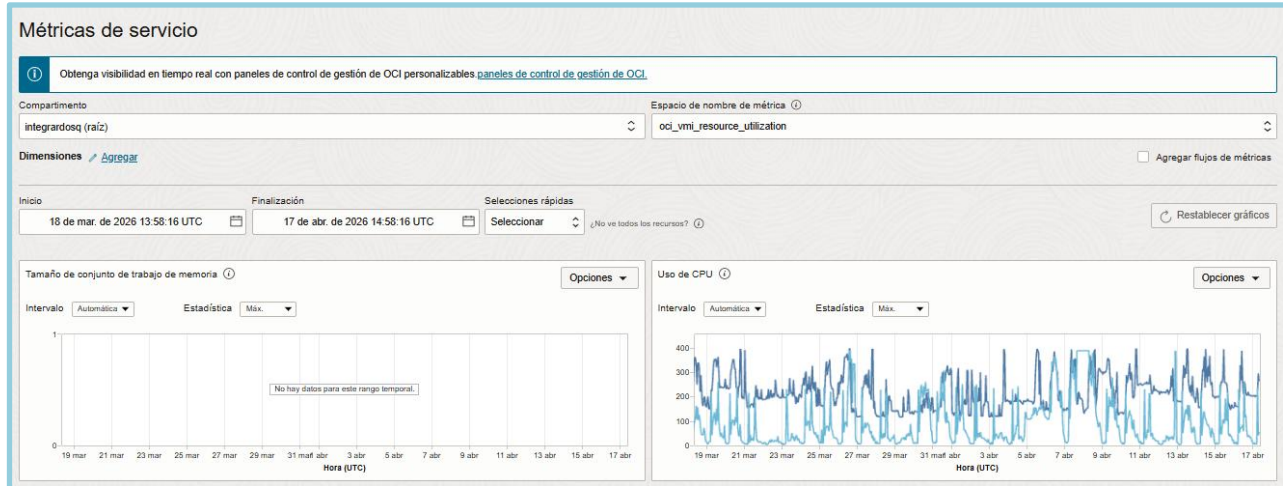 Métricas de servicio
Obtenga visibilidad en tiempo real con paneles de control de gestión de OCI personalizables.paneles de control de gestión de OCI.
Compartimento
integrardosq (raíz)
Espacio de nombre de métrica
oci_vmi_resource_utilization
Dimensiones Agregar
Agregar flujos de métricas
Inicio
18 de mar. de 2026 13:58:16 UTC
Finalización
17 de abr. de 2026 14:58:16 UTC
Selecciones rápidas
Seleccionar
¿No ve todos los recursos?
Restablecer gráficos
Tamaño de conjunto de trabajo de memoria
Opciones
Intervalo Automática Estadística Máx.
1
No hay datos para este rango temporal.
0
19 mar 21 mar 23 mar 25 mar 27 mar 29 mar 31 mar 1 abr 3 abr 5 abr 7 abr 9 abr 11 abr 13 abr 15 abr 17 abr
Hora (UTC)
Uso de CPU
Opciones
Intervalo Automática Estadística Máx.
400
300
200
100
0
19 mar 21 mar 23 mar 25 mar 27 mar 29 mar 31 mar 1 abr 3 abr 5 abr 7 abr 9 abr 11 abr 13 abr 15 abr 17 abr
Hora (UTC)